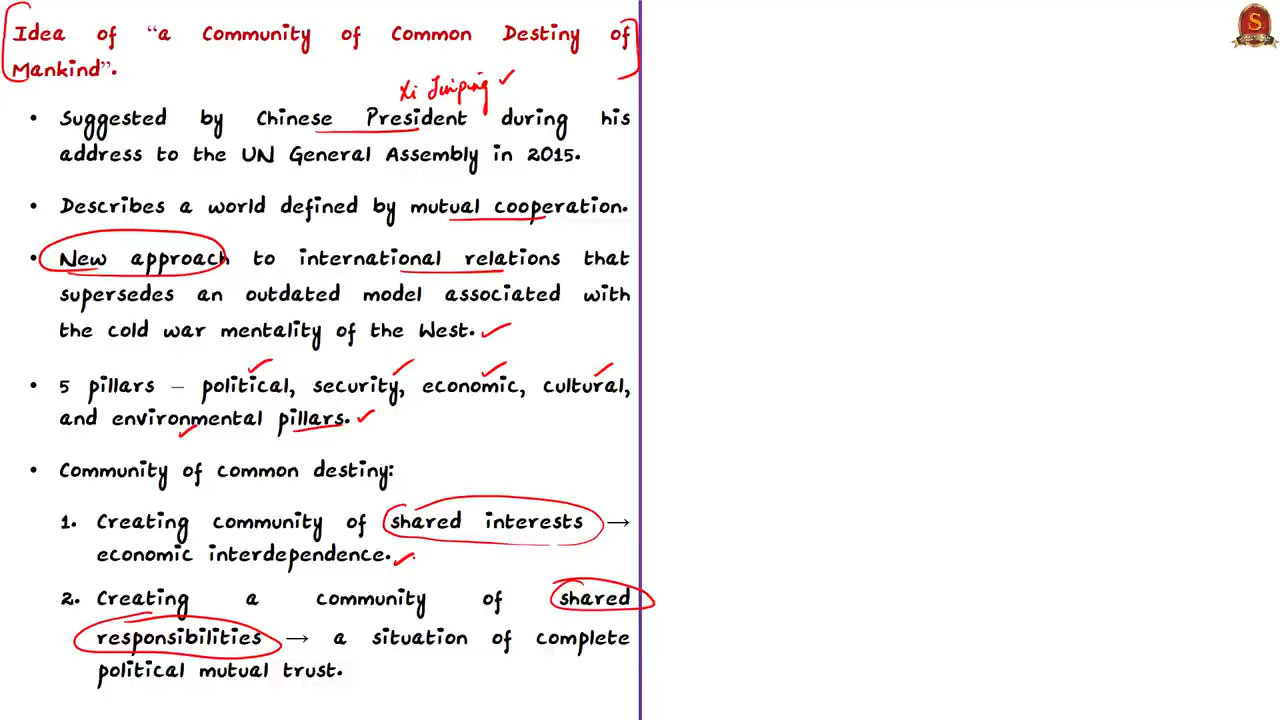 Idea of “a Community of Common Destiny of
Mankind”.
Xi Jinping
• Suggested by Chinese President during his
address to the UN General Assembly in 2015.
• Describes a world defined by mutual cooperation.
• New approach to international relations that
supersedes an outdated model associated with
the cold war mentality of the West.
• 5 pillars – political, security, economic, cultural,
and environmental pillars.
• Community of common destiny:
1. Creating community of shared interests →
economic interdependence.
2. Creating a community of shared
responsibilities → a situation of complete
political mutual trust.
S